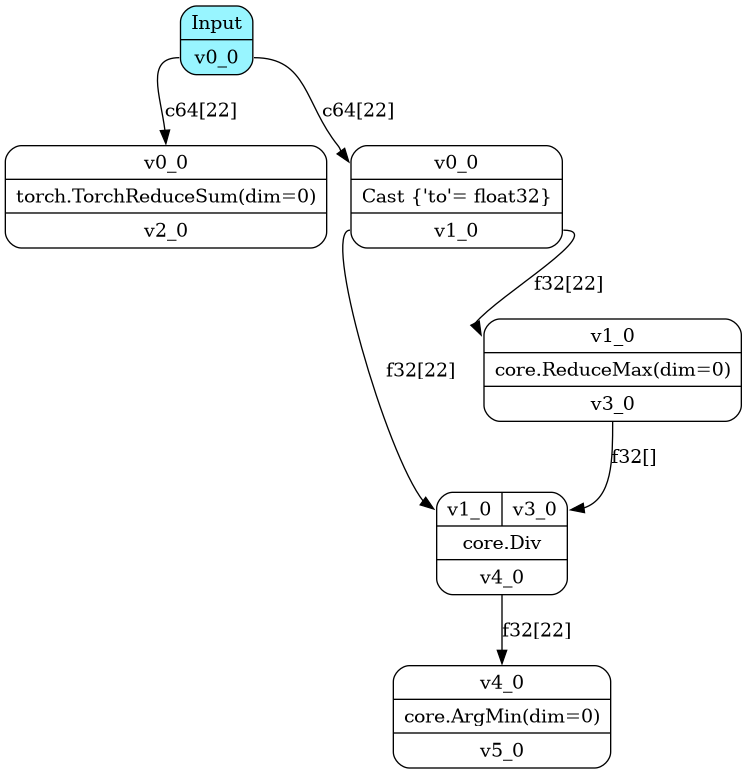 Input
v0_0
c64[22]
c64[22]
v0_0
torch.TorchReduceSum(dim=0)
v2_0
v0_0
Cast {'to'= float32}
v1_0
f32[22]
f32[22]
v1_0
core.ReduceMax(dim=0)
v3_0
f32[]
v1_0 v3_0
core.Div
v4_0
f32[22]
v4_0
core.ArgMin(dim=0)
v5_0